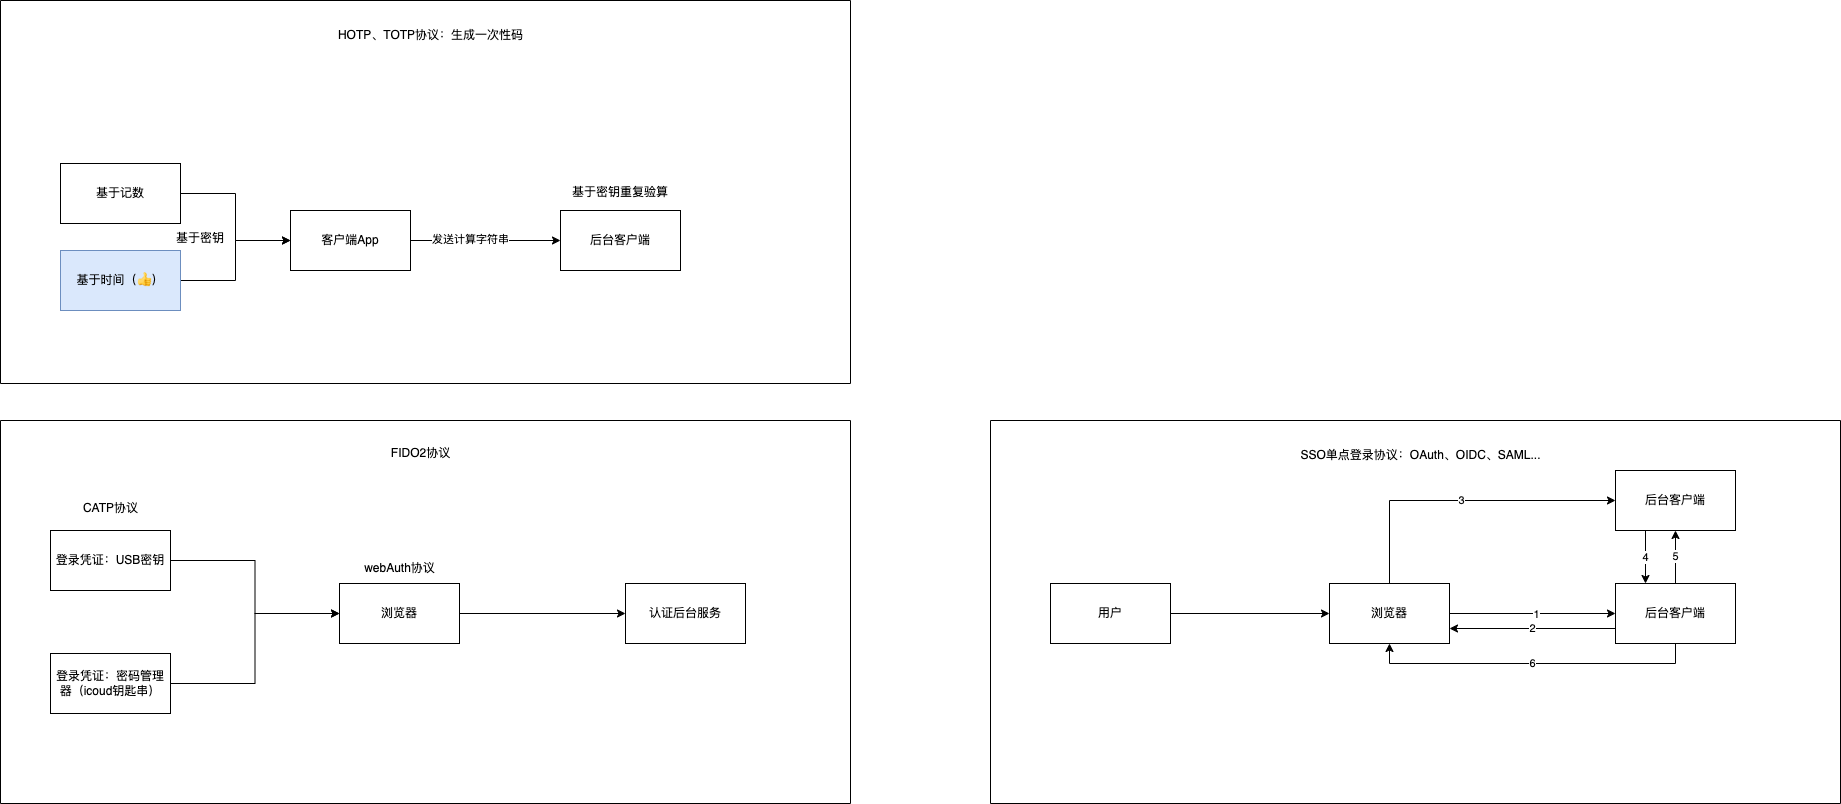 HOTP、TOTP协议：生成一次性码
基于记数
基于密钥重复验算
基于密钥
客户端App
发送计算字符串
后台客户端
基于时间（👍）
FIDO2协议
CATP协议
登录凭证：USB密钥
webAuth协议
浏览器
认证后台服务
登录凭证：密码管理
器（icoud钥匙串）
SSO单点登录协议：OAuth、OIDC、SAML...
3
后台客户端
4
5
用户
浏览器
1
2
后台客户端
6